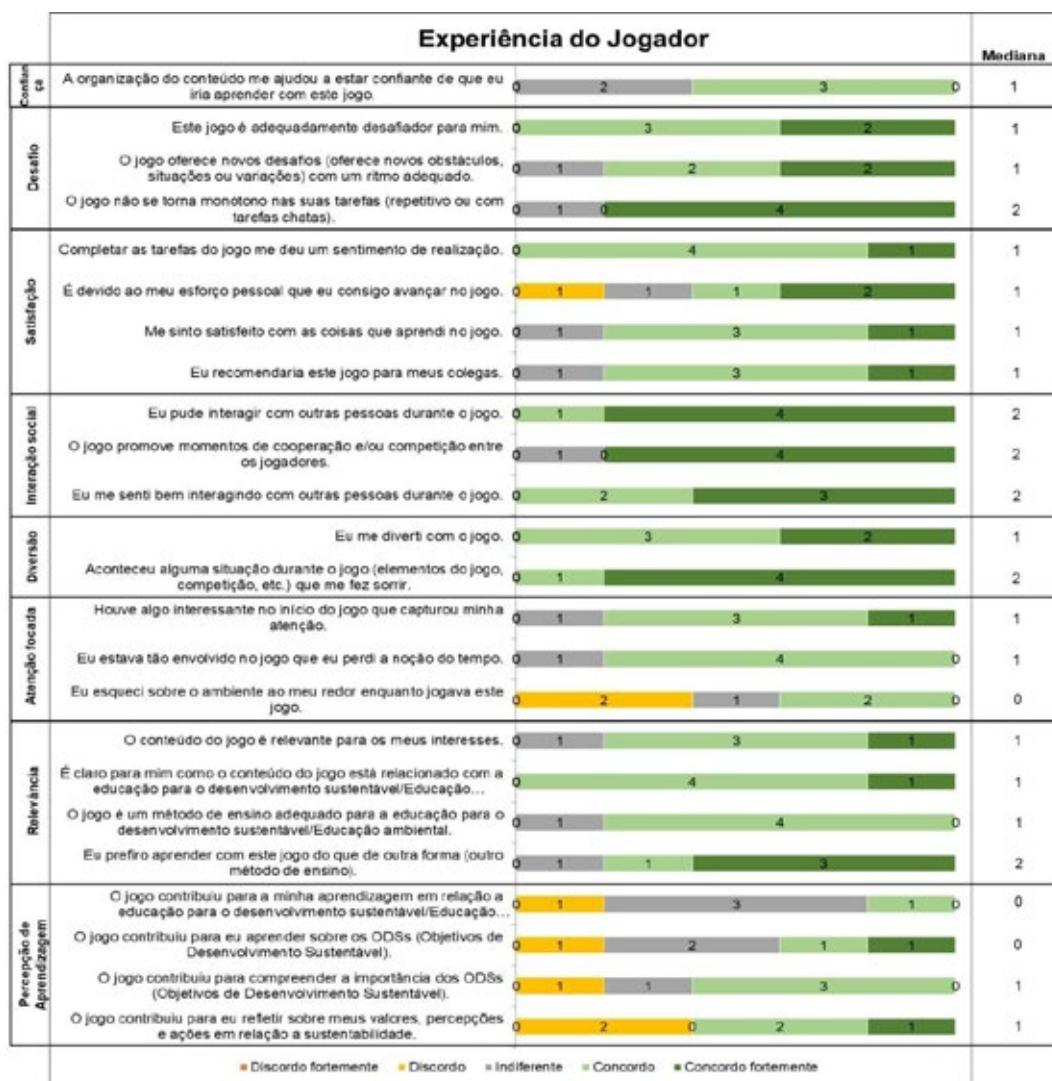 Experiência do Jogador
Mediana
Confian
ça
A organização do conteúdo me ajudou a estar confiante de que eu
iria aprender com este jogo.
0 2 3 0
1
Desafio
Este jogo é adequadamente desafiador para mim.
0 3 2
1
O jogo oferece novos desafios (oferece novos obstáculos,
situações ou variações) com um ritmo adequado.
0 1 2 2
1
O jogo não se torna monótono nas suas tarefas (repetitivo ou com
tarefas chatas).
0 1 0 4
2
Satisfação
Completar as tarefas do jogo me deu um sentimento de realização.
0 4 1
1
É devido ao meu esforço pessoal que eu consigo avançar no jogo.
0 1 1 1 2
1
Me sinto satisfeito com as coisas que aprendi no jogo.
0 1 3 1
1
Eu recomendaria este jogo para meus colegas.
0 1 3 1
1
Interação social
Eu pude interagir com outras pessoas durante o jogo.
0 1 4
2
O jogo promove momentos de cooperação e/ou competição entre
os jogadores.
0 1 0 4
2
Eu me senti bem interagindo com outras pessoas durante o jogo.
0 2 3
2
Diversão
Eu me diverti com o jogo.
0 3 2
1
Aconteceu alguma situação durante o jogo (elementos do jogo,
competição, etc.) que me fez sorrir.
0 1 4
2
Atenção focada
Houve algo interessante no início do jogo que capturou minha
atenção.
0 1 3 1
1
Eu estava tão envolvido no jogo que eu perdi a noção do tempo.
0 1 4 0
1
Eu esqueci sobre o ambiente ao meu redor enquanto jogava este
jogo.
0 2 1 2 0
0
Relevância
O conteúdo do jogo é relevante para os meus interesses.
0 1 3 1
1
É claro para mim como o conteúdo do jogo está relacionado com a
educação para o desenvolvimento sustentável/Educação...
0 4 1
1
O jogo é um método de ensino adequado para a educação para o
desenvolvimento sustentável/Educação ambiental.
0 1 4 0
1
Eu prefiro aprender com este jogo do que de outra forma (outro
método de ensino).
0 1 1 3
2
Percepção de
Aprendizagem
O jogo contribuiu para a minha aprendizagem em relação a
educação para o desenvolvimento sustentável/Educação...
0 1 3 1 0
0
O jogo contribuiu para eu aprender sobre os ODSs (Objetivos de
Desenvolvimento Sustentável).
0 1 2 1 1
0
O jogo contribuiu para compreender a importância dos ODSs
(Objetivos de Desenvolvimento Sustentável).
0 1 1 3 0
1
O jogo contribuiu para eu refletir sobre meus valores, percepções
e ações em relação a sustentabilidade.
0 2 0 2 1
1
Discordo fortemente Discordo Indiferente Concordo Concordo fortemente